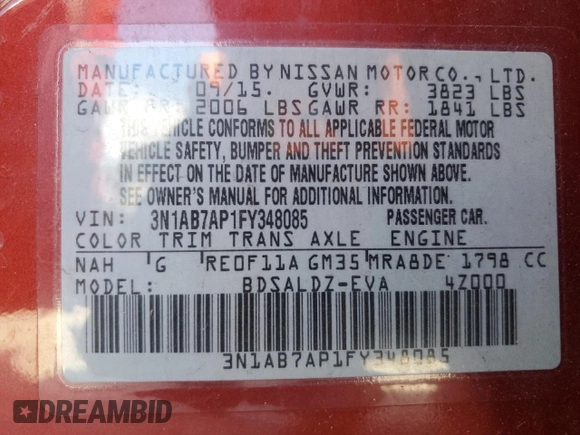 MANUFACTURED BY NISSAN MOTOR CO., LTD.
DATE: 09/15. GVWR: 3823 LBS
GAWR FR: 2006 LBS GAWR RR: 1841 LBS
THIS VEHICLE CONFORMS TO ALL APPLICABLE FEDERAL MOTOR
VEHICLE SAFETY, BUMPER AND THEFT PREVENTION STANDARDS
IN EFFECT ON THE DATE OF MANUFACTURE SHOWN ABOVE.
SEE OWNER'S MANUAL FOR ADDITIONAL INFORMATION.
VIN: 3N1AB7AP1FY348085 PASSENGER CAR.
COLOR TRIM TRANS AXLE ENGINE
NAH G RE0F11A GM35 MRA8DE 1798 CC
MODEL: BDSALDZ-EVA 4Z000
3N1AB7AP1FY348085
DREAMBID